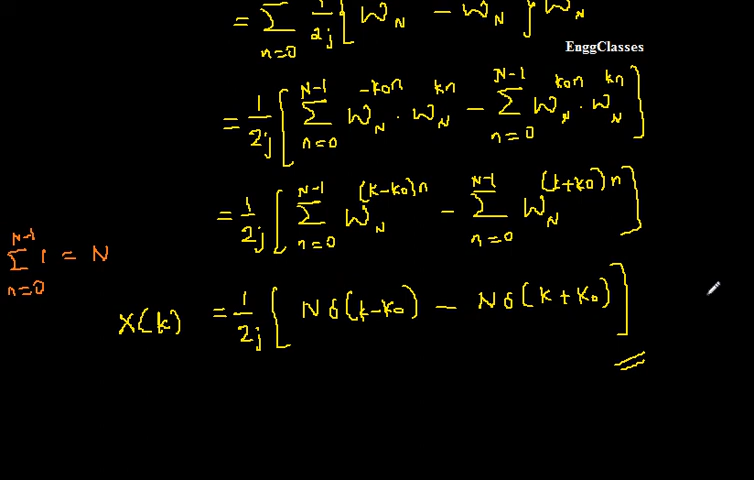 = Σ_{n=0} 1/2j [ W_N − W_N ] W_N
EnggClasses
= 1/2j [ Σ_{n=0}^{N-1} W_N^{-k₀n} · W_N^{kn} − Σ_{n=0}^{N-1} W_N^{k₀n} · W_N^{kn} ]
= 1/2j [ Σ_{n=0}^{N-1} W_N^{(k-k₀)n} − Σ_{n=0}^{N-1} W_N^{(k+k₀)n} ]
Σ_{n=0}^{N-1} 1 = N
X(k) = 1/2j [ Nδ(k-k₀) − Nδ(k+k₀) ]